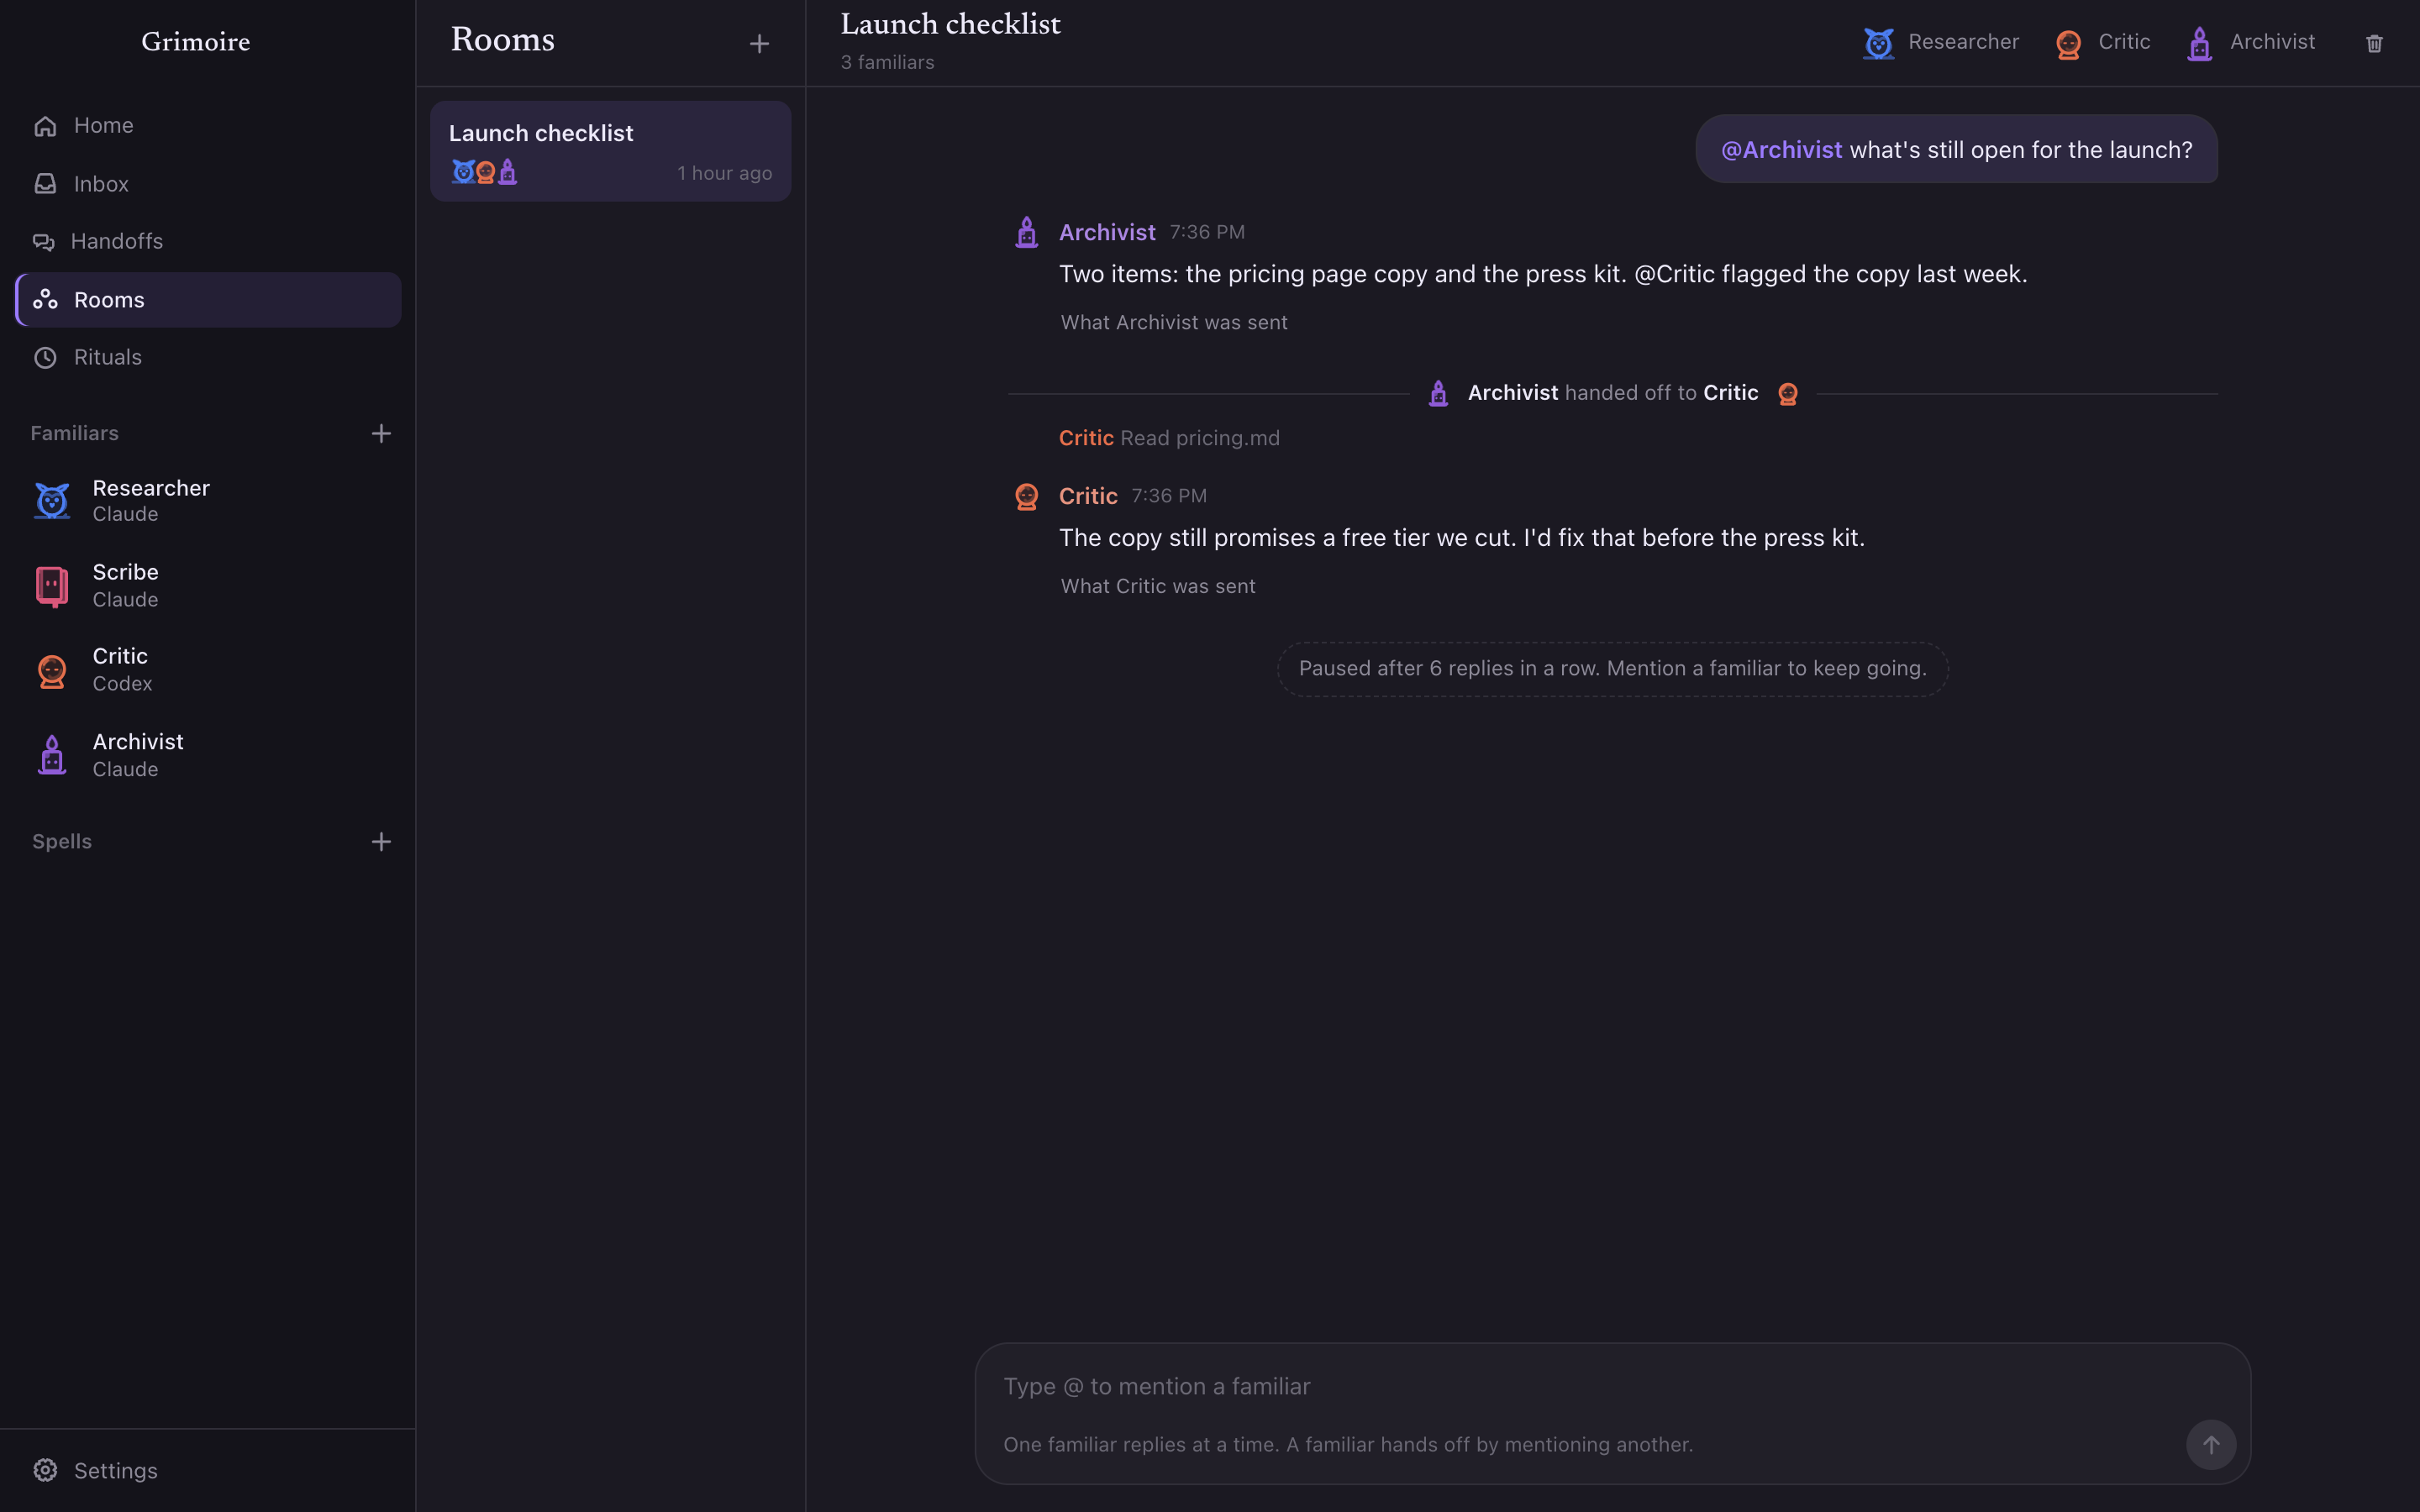 Grimoire
Home
Inbox
Handoffs
Rooms
Rituals
Familiars
Researcher
Claude
Scribe
Claude
Critic
Codex
Archivist
Claude
Spells
Settings
Rooms
Launch checklist
1 hour ago
Launch checklist
3 familiars
Researcher
Critic
Archivist
@Archivist what's still open for the launch?
Archivist 7:36 PM
Two items: the pricing page copy and the press kit. @Critic flagged the copy last week.
What Archivist was sent
Archivist handed off to Critic
Critic Read pricing.md
Critic 7:36 PM
The copy still promises a free tier we cut. I'd fix that before the press kit.
What Critic was sent
Paused after 6 replies in a row. Mention a familiar to keep going.
Type @ to mention a familiar
One familiar replies at a time. A familiar hands off by mentioning another.